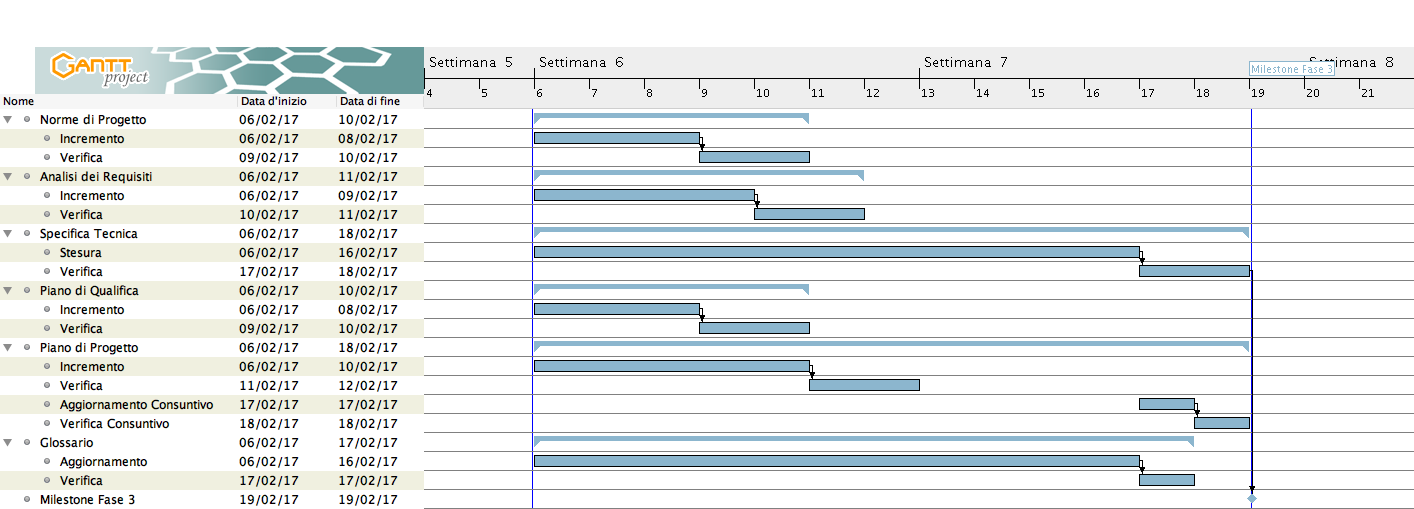 GANTT
project
Settimana 5 Settimana 6 Settimana 7 Settimana 8
Milestone Fase 3
4 5 6 7 8 9 10 11 12 13 14 15 16 17 18 19 20 21
Nome Data d'inizio Data di fine
Norme di Progetto 06/02/17 10/02/17
Incremento 06/02/17 08/02/17
Verifica 09/02/17 10/02/17
Analisi dei Requisiti 06/02/17 11/02/17
Incremento 06/02/17 09/02/17
Verifica 10/02/17 11/02/17
Specifica Tecnica 06/02/17 18/02/17
Stesura 06/02/17 16/02/17
Verifica 17/02/17 18/02/17
Piano di Qualifica 06/02/17 10/02/17
Incremento 06/02/17 08/02/17
Verifica 09/02/17 10/02/17
Piano di Progetto 06/02/17 18/02/17
Incremento 06/02/17 10/02/17
Verifica 11/02/17 12/02/17
Aggiornamento Consuntivo 17/02/17 17/02/17
Verifica Consuntivo 18/02/17 18/02/17
Glossario 06/02/17 17/02/17
Aggiornamento 06/02/17 16/02/17
Verifica 17/02/17 17/02/17
Milestone Fase 3 19/02/17 19/02/17